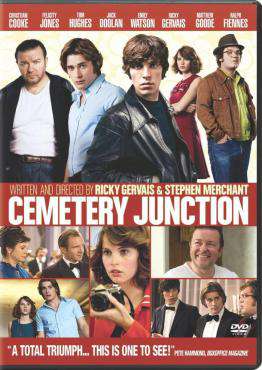 CHRISTIAN COOKE FELICITY JONES TOM HUGHES JACK DOOLAN EMILY WATSON RICKY GERVAIS MATTHEW GOODE RALPH FIENNES
WRITTEN AND DIRECTED BY RICKY GERVAIS & STEPHEN MERCHANT
CEMETERY JUNCTION
DVD
VIDEO
"A TOTAL TRIUMPH... THIS IS ONE TO SEE!" PETE HAMMOND, BOXOFFICE MAGAZINE